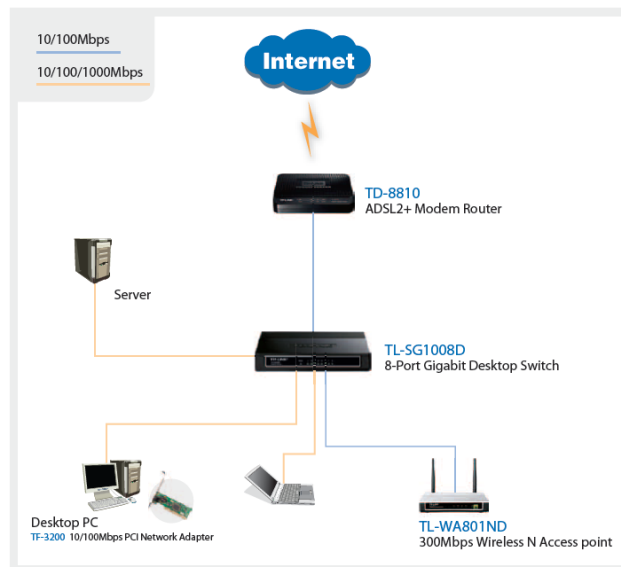 10/100Mbps
10/100/1000Mbps
Internet
TD-8810
ADSL2+ Modem Router
Server
TL-SG1008D
8-Port Gigabit Desktop Switch
Desktop PC
TF-3200 10/100Mbps PCI Network Adapter
TL-WA801ND
300Mbps Wireless N Access point